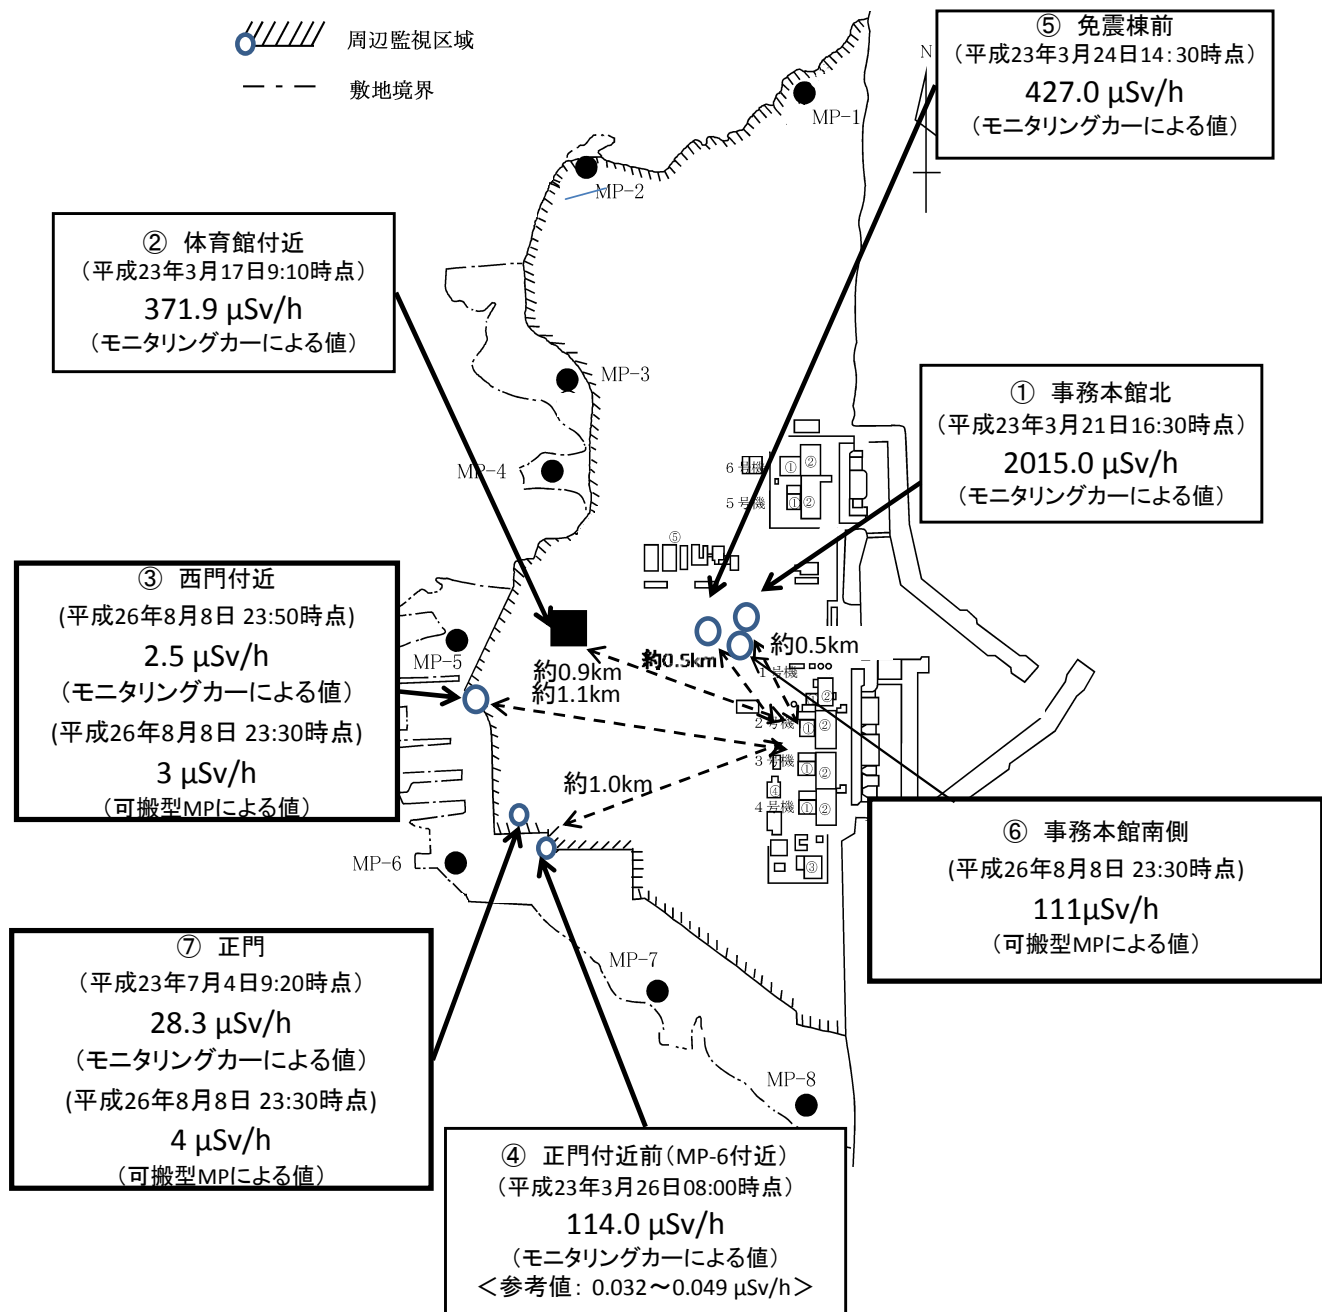 周辺監視区域
敷地境界
⑤ 免震棟前
(平成23年3月24日14:30時点)
427.0 μSv/h
(モニタリングカーによる値)
N
MP-1
MP-2
② 体育館付近
(平成23年3月17日9:10時点)
371.9 μSv/h
(モニタリングカーによる値)
MP-3
① 事務本館北
(平成23年3月21日16:30時点)
2015.0 μSv/h
(モニタリングカーによる値)
MP-4
6号機
① ②
5号機
① ②
⑤
③ 西門付近
(平成26年8月8日 23:50時点)
2.5 μSv/h
(モニタリングカーによる値)
(平成26年8月8日 23:30時点)
3 μSv/h
(可搬型MPによる値)
MP-5
約0.9km
約1.1km
約0.5km
約0.5km
1号機
②
2号機
① ②
3号機
① ②
④
4号機
① ②
③
約1.0km
MP-6
⑥ 事務本館南側
(平成26年8月8日 23:30時点)
111μSv/h
(可搬型MPによる値)
⑦ 正門
(平成23年7月4日9:20時点)
28.3 μSv/h
(モニタリングカーによる値)
(平成26年8月8日 23:30時点)
4 μSv/h
(可搬型MPによる値)
MP-7
MP-8
④ 正門付近前(MP-6付近)
(平成23年3月26日08:00時点)
114.0 μSv/h
(モニタリングカーによる値)
<参考値: 0.032~0.049 μSv/h>